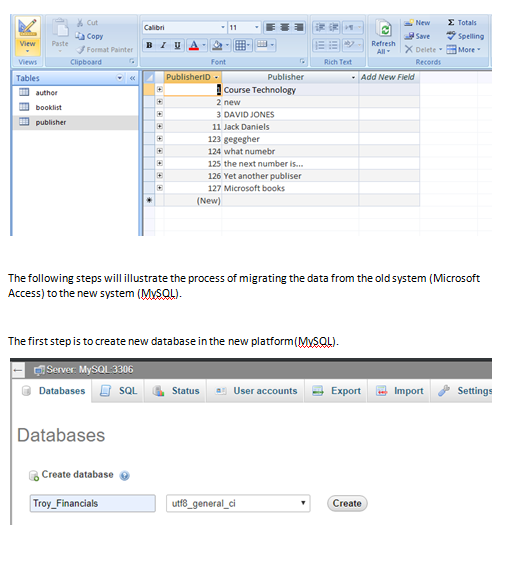 Cut
Calibri 11
New Σ Totals
View
Paste
Copy
Save
Spelling
Format Painter
B I U A
Refresh All
Delete More
Views Clipboard Font Rich Text Records
Tables «
PublisherID Publisher Add New Field
author
booklist
publisher
1 Course Technology
2 new
3 DAVID JONES
11 Jack Daniels
123 gegegher
124 what numebr
125 the next number is...
126 Yet another publiser
127 Microsoft books
* (New)
The following steps will illustrate the process of migrating the data from the old system (Microsoft
Access) to the new system (MySQL).
The first step is to create new database in the new platform(MySQL).
Server: MySQL:3306
Databases SQL Status User accounts Export Import Settings
Databases
Create database
Troy_Financials utf8_general_ci Create